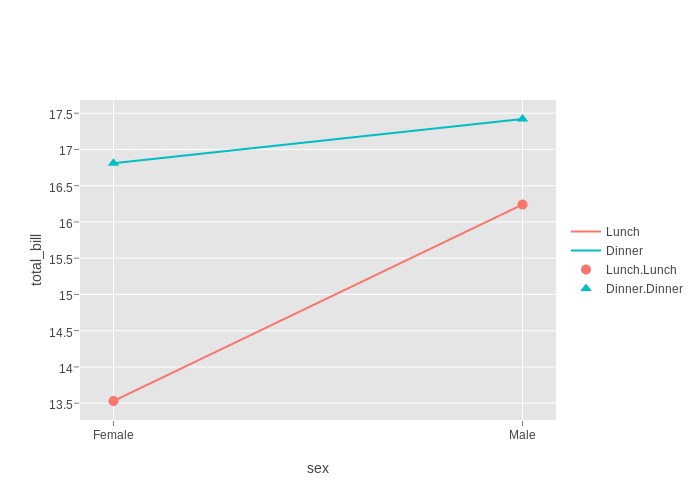 17.5
17
16.5
16
15.5
15
14.5
14
13.5
total_bill
Female
Male
sex
Lunch
Dinner
Lunch.Lunch
Dinner.Dinner